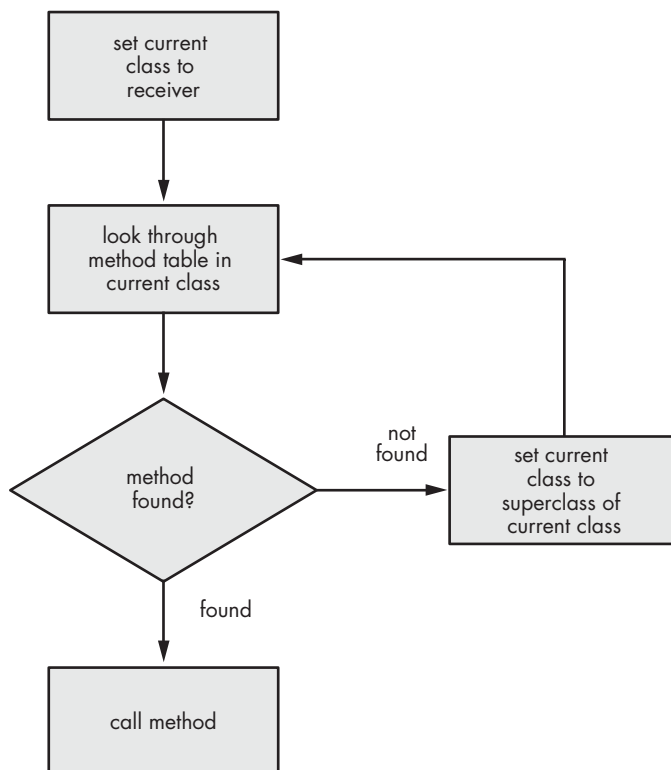 set current
class to
receiver
look through
method table in
current class
method
found?
not
found
set current
class to
superclass of
current class
found
call method